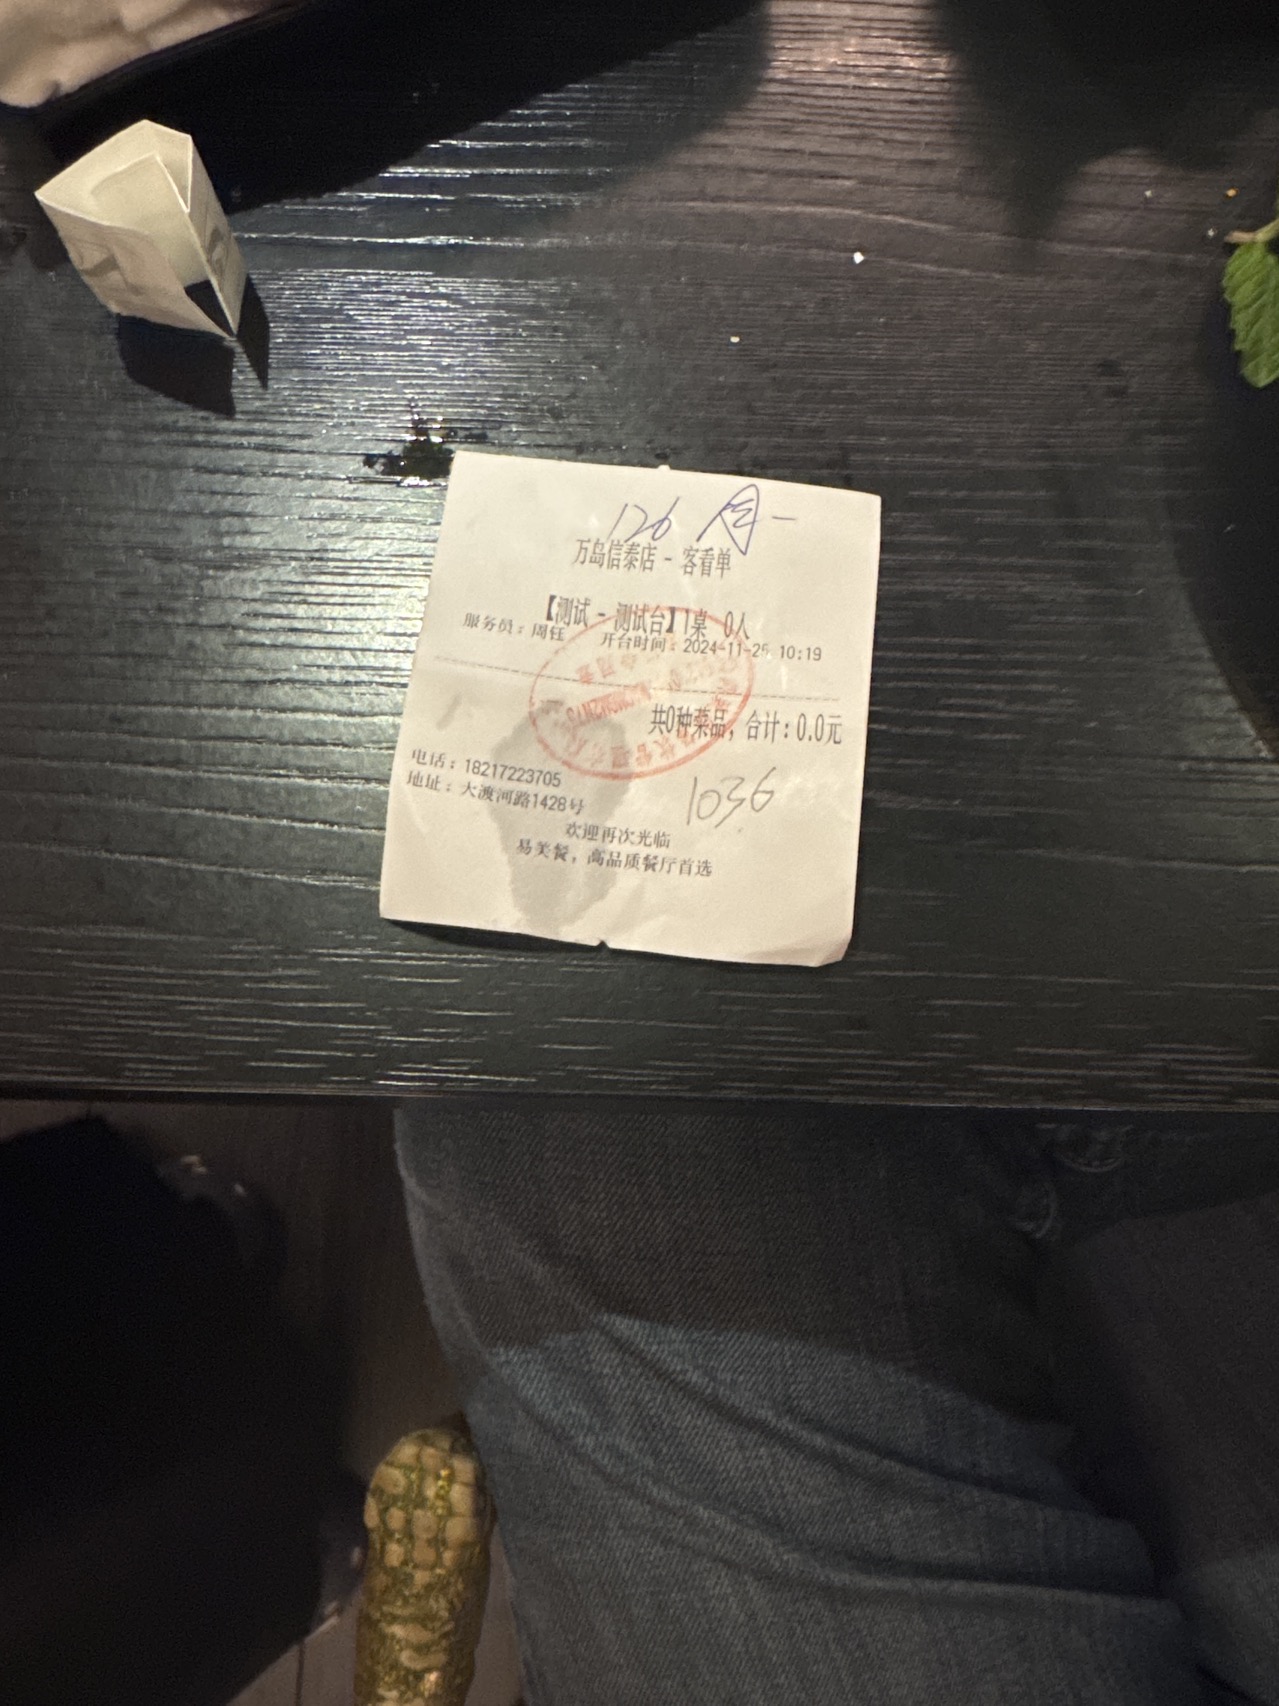 126 周一
万岛信泰店 - 客看单
【测试 - 测试台】1桌 0人
服务员：周钰 开台时间：2024-11-25 10:19
共0种菜品，合计：0.0元
电话：18217223705
地址：大渡河路1428号
1036
欢迎再次光临
易美餐，高品质餐厅首选